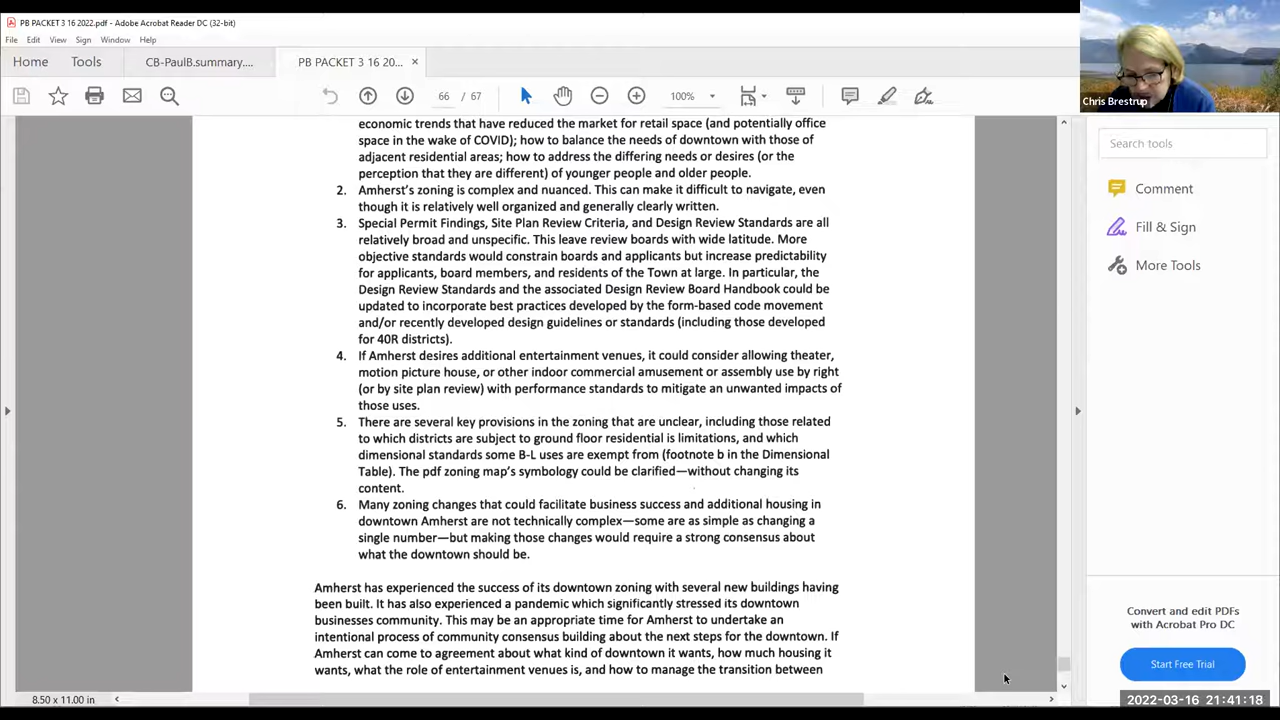 PB PACKET 3 16 2022.pdf - Adobe Acrobat Reader DC (32-bit)
File Edit View Sign Window Help
Home Tools CB-PaulB.summary.... PB PACKET 3 16 20... ×
66 / 67 100%
Chris Brestrup
economic trends that have reduced the market for retail space (and potentially office
space in the wake of COVID); how to balance the needs of downtown with those of
adjacent residential areas; how to address the differing needs or desires (or the
perception that they are different) of younger people and older people.
2. Amherst's zoning is complex and nuanced. This can make it difficult to navigate, even
though it is relatively well organized and generally clearly written.
3. Special Permit Findings, Site Plan Review Criteria, and Design Review Standards are all
relatively broad and unspecific. This leave review boards with wide latitude. More
objective standards would constrain boards and applicants but increase predictability
for applicants, board members, and residents of the Town at large. In particular, the
Design Review Standards and the associated Design Review Board Handbook could be
updated to incorporate best practices developed by the form-based code movement
and/or recently developed design guidelines or standards (including those developed
for 40R districts).
4. If Amherst desires additional entertainment venues, it could consider allowing theater,
motion picture house, or other indoor commercial amusement or assembly use by right
(or by site plan review) with performance standards to mitigate an unwanted impacts of
those uses.
5. There are several key provisions in the zoning that are unclear, including those related
to which districts are subject to ground floor residential is limitations, and which
dimensional standards some B-L uses are exempt from (footnote b in the Dimensional
Table). The pdf zoning map's symbology could be clarified—without changing its
content.
6. Many zoning changes that could facilitate business success and additional housing in
downtown Amherst are not technically complex—some are as simple as changing a
single number—but making those changes would require a strong consensus about
what the downtown should be.
Amherst has experienced the success of its downtown zoning with several new buildings having
been built. It has also experienced a pandemic which significantly stressed its downtown
businesses community. This may be an appropriate time for Amherst to undertake an
intentional process of community consensus building about the next steps for the downtown. If
Amherst can come to agreement about what kind of downtown it wants, how much housing it
wants, what the role of entertainment venues is, and how to manage the transition between
Search tools
Comment
Fill & Sign
More Tools
Convert and edit PDFs
with Acrobat Pro DC
Start Free Trial
8.50 x 11.00 in
2022-03-16 21:41:18